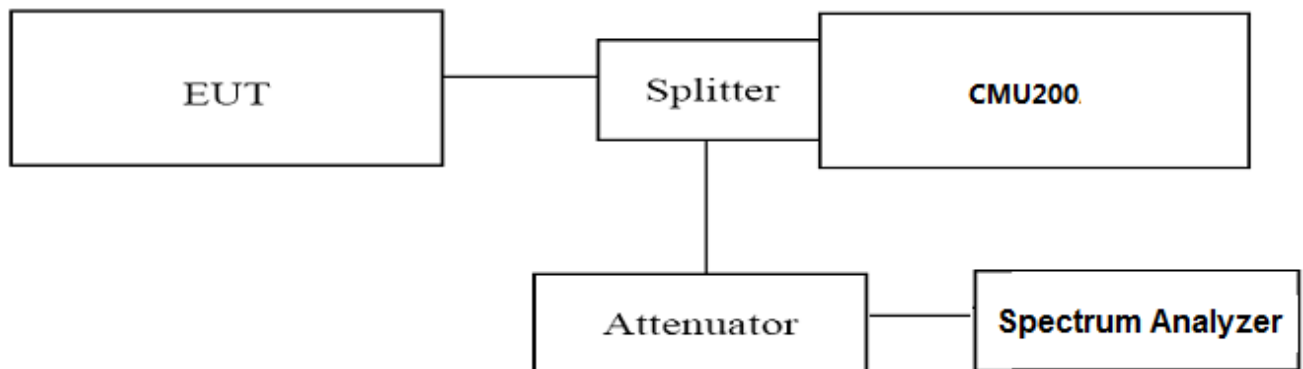 EUT
Splitter
CMU200
Attenuator
Spectrum Analyzer